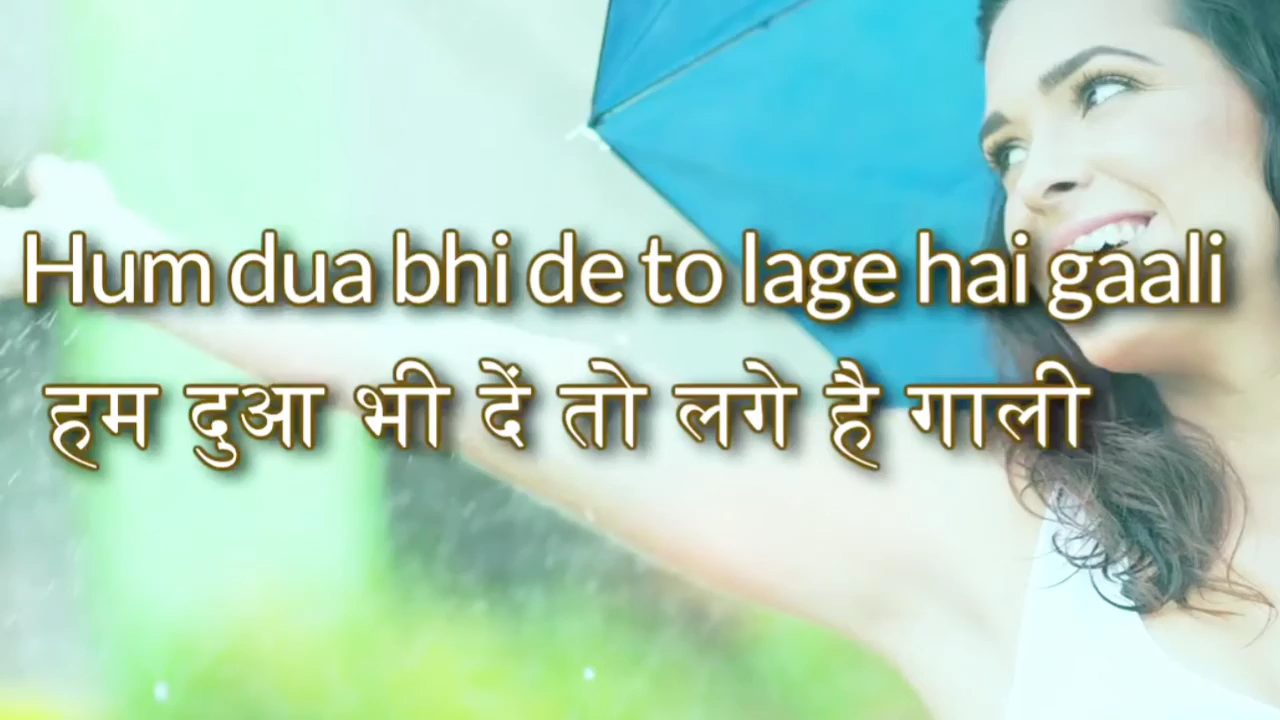 Hum dua bhi de to lage hai gaali
हम दुआ भी दें तो लगे है गाली